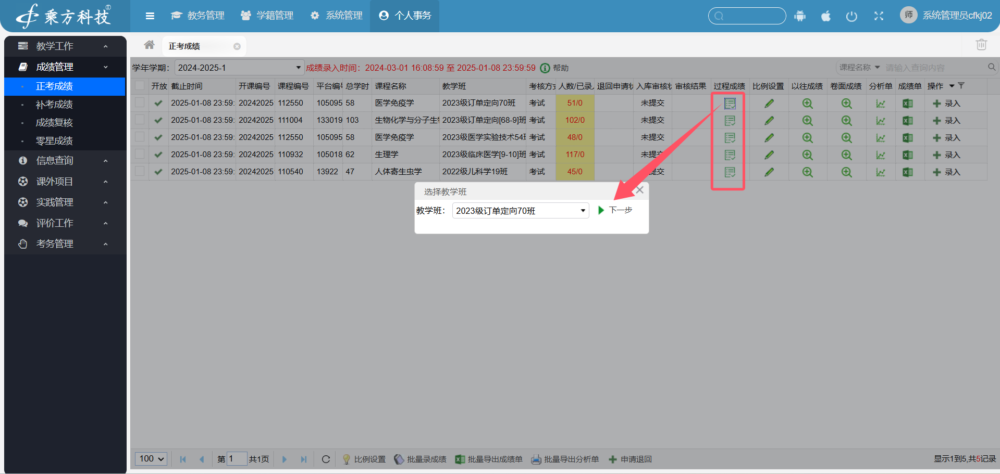 乘方科技 教务管理 学籍管理 系统管理 个人事务 师 系统管理员cfkj02
教学工作
成绩管理
正考成绩
补考成绩
成绩复核
零星成绩
信息查询
课外项目
实践管理
评价工作
考务管理
正考成绩
学年学期： 2024-2025-1 成绩录入时间：2024-03-01 16:08:59 至 2025-01-08 23:59:59 帮助 课程名称 请输入查询内容
开放 截止时间 开课编号 课程编号 平台编号 总学时 课程名称 教学班 考核方式 人数/已录入 退回申请状 入库审核状 审核结果 过程成绩 比例设置 以往成绩 卷面成绩 分析单 成绩单 操作
2025-01-08 23:59: 20242025 112550 105095 58 医学免疫学 2023级订单定向70班 考试 51/0 未提交 录入
2025-01-08 23:59: 20242025 111004 133019 103 生物化学与分子生物 2023级订单定向[68-9]班 考试 102/0 未提交 录入
2025-01-08 23:59: 20242025 112550 105095 58 医学免疫学 2023级医学实验技术54班 考试 48/0 未提交 录入
2025-01-08 23:59: 20242025 110932 105018 62 生理学 2023级临床医学[9-10]班 考试 117/0 未提交 录入
2025-01-08 23:59: 20242025 110540 13922 47 人体寄生虫学 2022级儿科学19班 考试 45/0 提交 录入
选择教学班
教学班： 2023级订单定向70班 下一步
100 第 1 共1页 比例设置 批量录成绩 批量导出成绩单 批量导出分析单 申请退回 显示1到5,共5记录